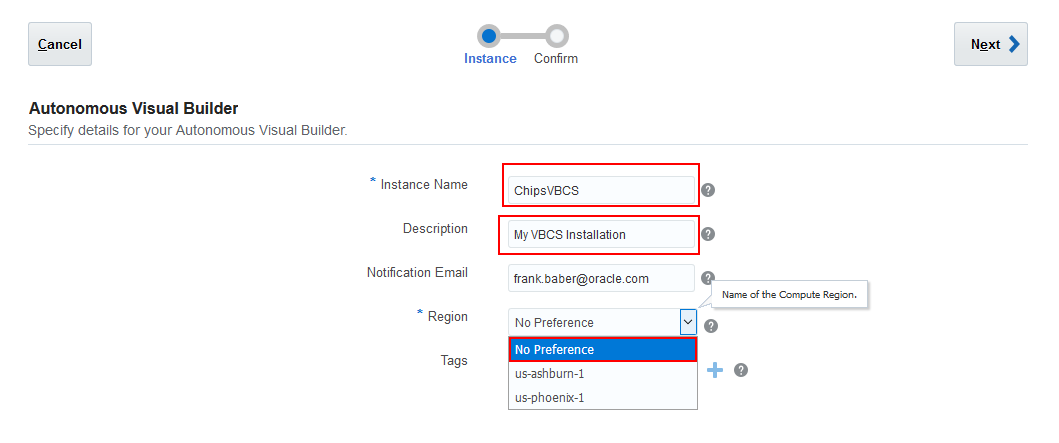 Cancel
Instance
Confirm
Next
Autonomous Visual Builder
Specify details for your Autonomous Visual Builder.
* Instance Name
ChipsVBCS
?
Description
My VBCS Installation
?
Notification Email
frank.baber@oracle.com
?
Name of the Compute Region.
* Region
No Preference
?
No Preference
Tags
us-ashburn-1
?
us-phoenix-1